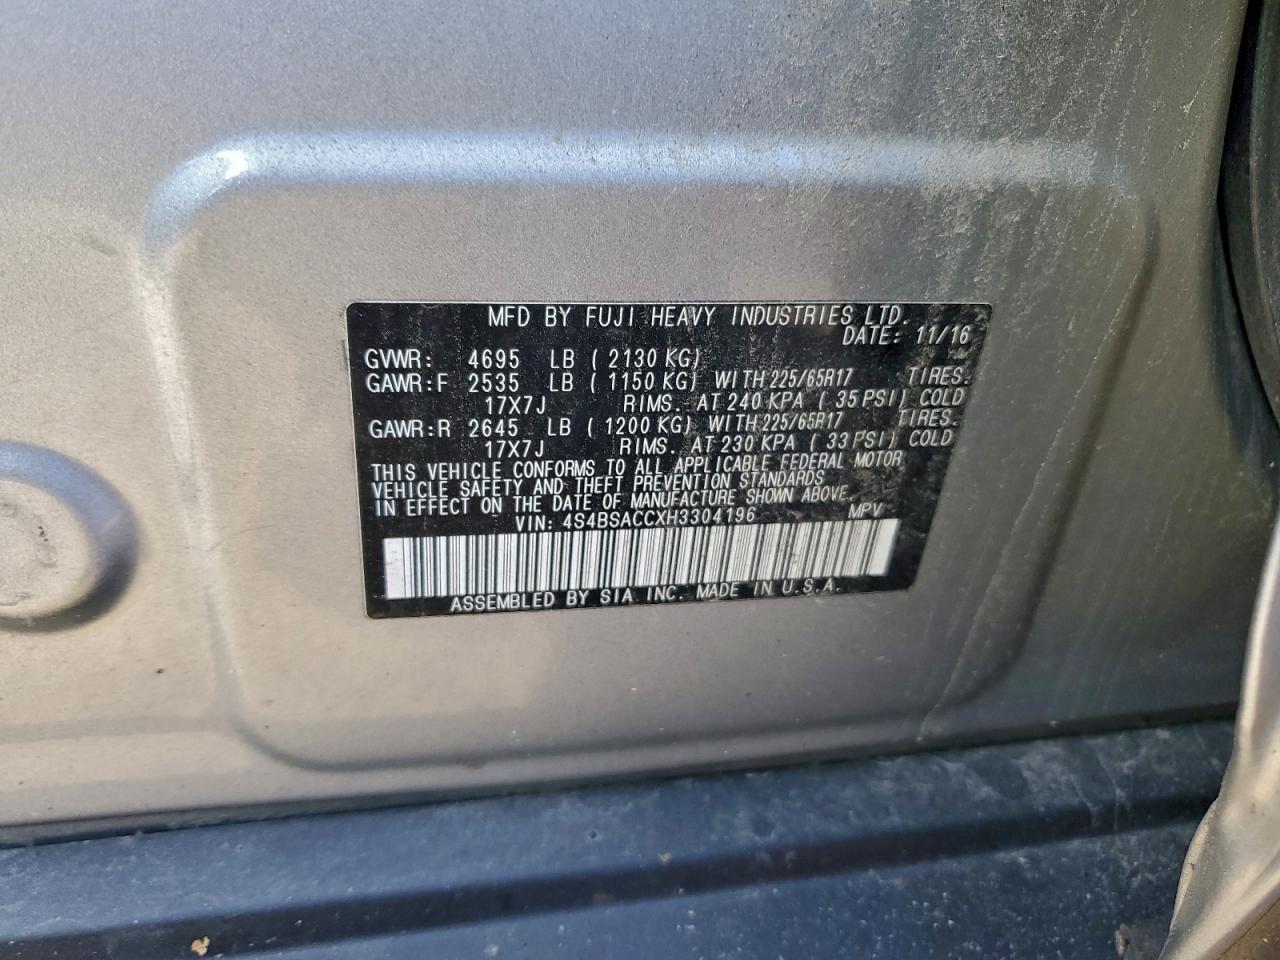 MFD BY FUJI HEAVY INDUSTRIES LTD.
DATE: 11/16
GVWR: 4695 LB ( 2130 KG)
GAWR:F 2535 LB ( 1150 KG) WITH 225/65R17 TIRES.
17X7J RIMS. AT 240 KPA ( 35 PSI) COLD
GAWR:R 2645 LB ( 1200 KG) WITH 225/65R17 TIRES.
17X7J RIMS. AT 230 KPA ( 33 PSI) COLD
THIS VEHICLE CONFORMS TO ALL APPLICABLE FEDERAL MOTOR
VEHICLE SAFETY AND THEFT PREVENTION STANDARDS
IN EFFECT ON THE DATE OF MANUFACTURE SHOWN ABOVE.
VIN: 4S4BSACCXH3304196 MPV
ASSEMBLED BY SIA INC. MADE IN U.S.A.